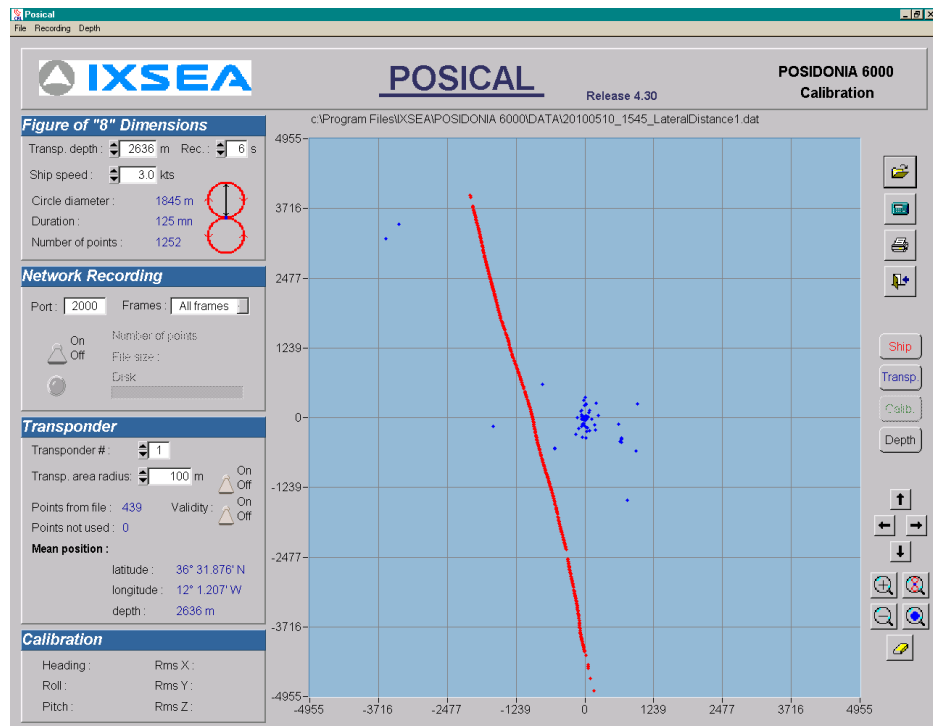 Posical
File Recording Depth
IXSEA
POSICAL
Release 4.30
POSIDONIA 6000
Calibration
Figure of "8" Dimensions
Transp. depth : 2636 m Rec.: 6 s
Ship speed : 3.0 kts
Circle diameter : 1845 m
Duration : 125 mn
Number of points : 1252
Network Recording
Port : 2000 Frames : All frames
On
Off
Number of points
File size :
Disk
Transponder
Transponder # : 1
Transp. area radius: 100 m
On
Off
Points from file : 439 Validity :
On
Off
Points not used : 0
Mean position :
latitude : 36° 31.876' N
longitude : 12° 1.207' W
depth : 2636 m
Calibration
Heading : Rms X :
Roll : Rms Y :
Pitch : Rms Z :
c:\Program Files\IXSEA\POSIDONIA 6000\DATA\20100510_1545_LateralDistance1.dat
4955
3716
2477
1239
0
-1239
-2477
-3716
-4955
-4955 -3716 -2477 -1239 0 1239 2477 3716 4955
Ship
Transp.
Calib.
Depth